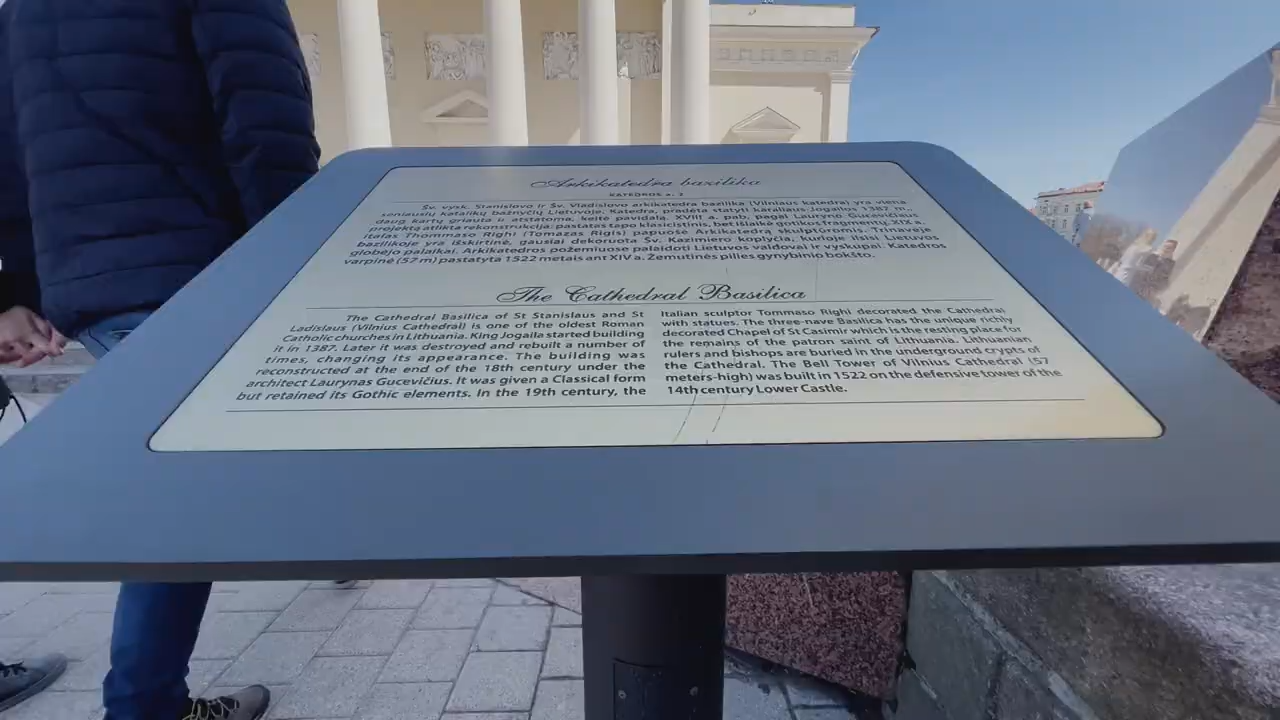 Arkikatedra bazilika
KATEDROS a. 2
Šv. vysk. Stanislovo ir Šv. Vladislovo arkikatedra bazilika (Vilniaus katedra) yra viena
seniausių katalikų bažnyčių Lietuvoje. Katedra, pradėta statyti karaliaus Jogailos 1387 m.,
daug kartų griauta ir atstatoma, keitė pavidalą. XVIII a. pab. pagal Lauryno Gucevičiaus
projektą atlikta rekonstrukcija: pastatas tapo klasicistinis, bet išlaikė gotikos formų. XIX a.
italas Thommaso Righi (Tomazas Righis) papuošė Arkikatedrą skulptūromis. Trinavėje
bazilikoje yra išskirtinė, gausiai dekoruota Šv. Kazimiero koplyčia, kurioje ilsisi Lietuvos
globėjo palaikai. Arkikatedros požemiuose palaidoti Lietuvos valdovai ir vyskupai. Katedros
varpinė (57 m) pastatyta 1522 metais ant XIV a. Žemutinės pilies gynybinio bokšto.
The Cathedral Basilica
The Cathedral Basilica of St Stanislaus and St
Ladislaus (Vilnius Cathedral) is one of the oldest Roman
Catholic churches in Lithuania. King Jogaila started building
it in 1387. Later it was destroyed and rebuilt a number of
times, changing its appearance. The building was
reconstructed at the end of the 18th century under the
architect Laurynas Gucevičius. It was given a Classical form
but retained its Gothic elements. In the 19th century, the
Italian sculptor Tommaso Righi decorated the Cathedral
with statues. The three-nave Basilica has the unique richly
decorated Chapel of St Casimir which is the resting place for
the remains of the patron saint of Lithuania. Lithuanian
rulers and bishops are buried in the underground crypts of
the Cathedral. The Bell Tower of Vilnius Cathedral (57
meters-high) was built in 1522 on the defensive tower of the
14th century Lower Castle.